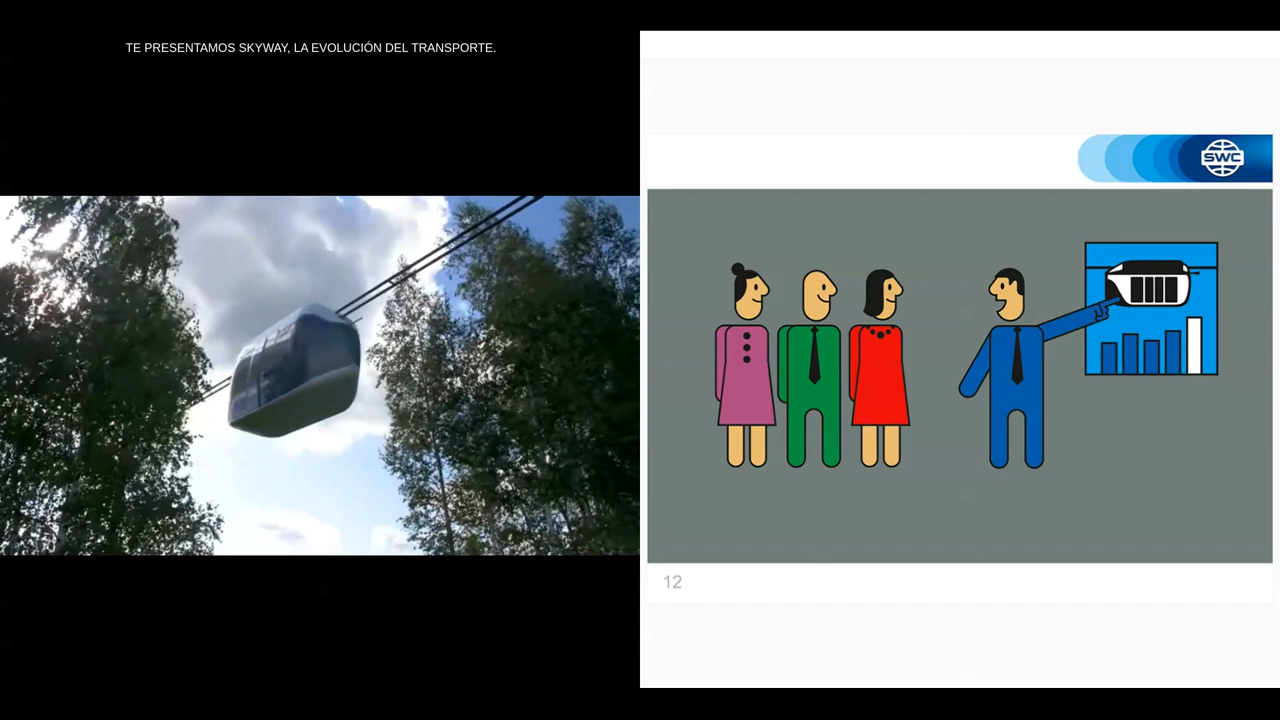 TE PRESENTAMOS SKYWAY, LA EVOLUCIÓN DEL TRANSPORTE.
SWC
12